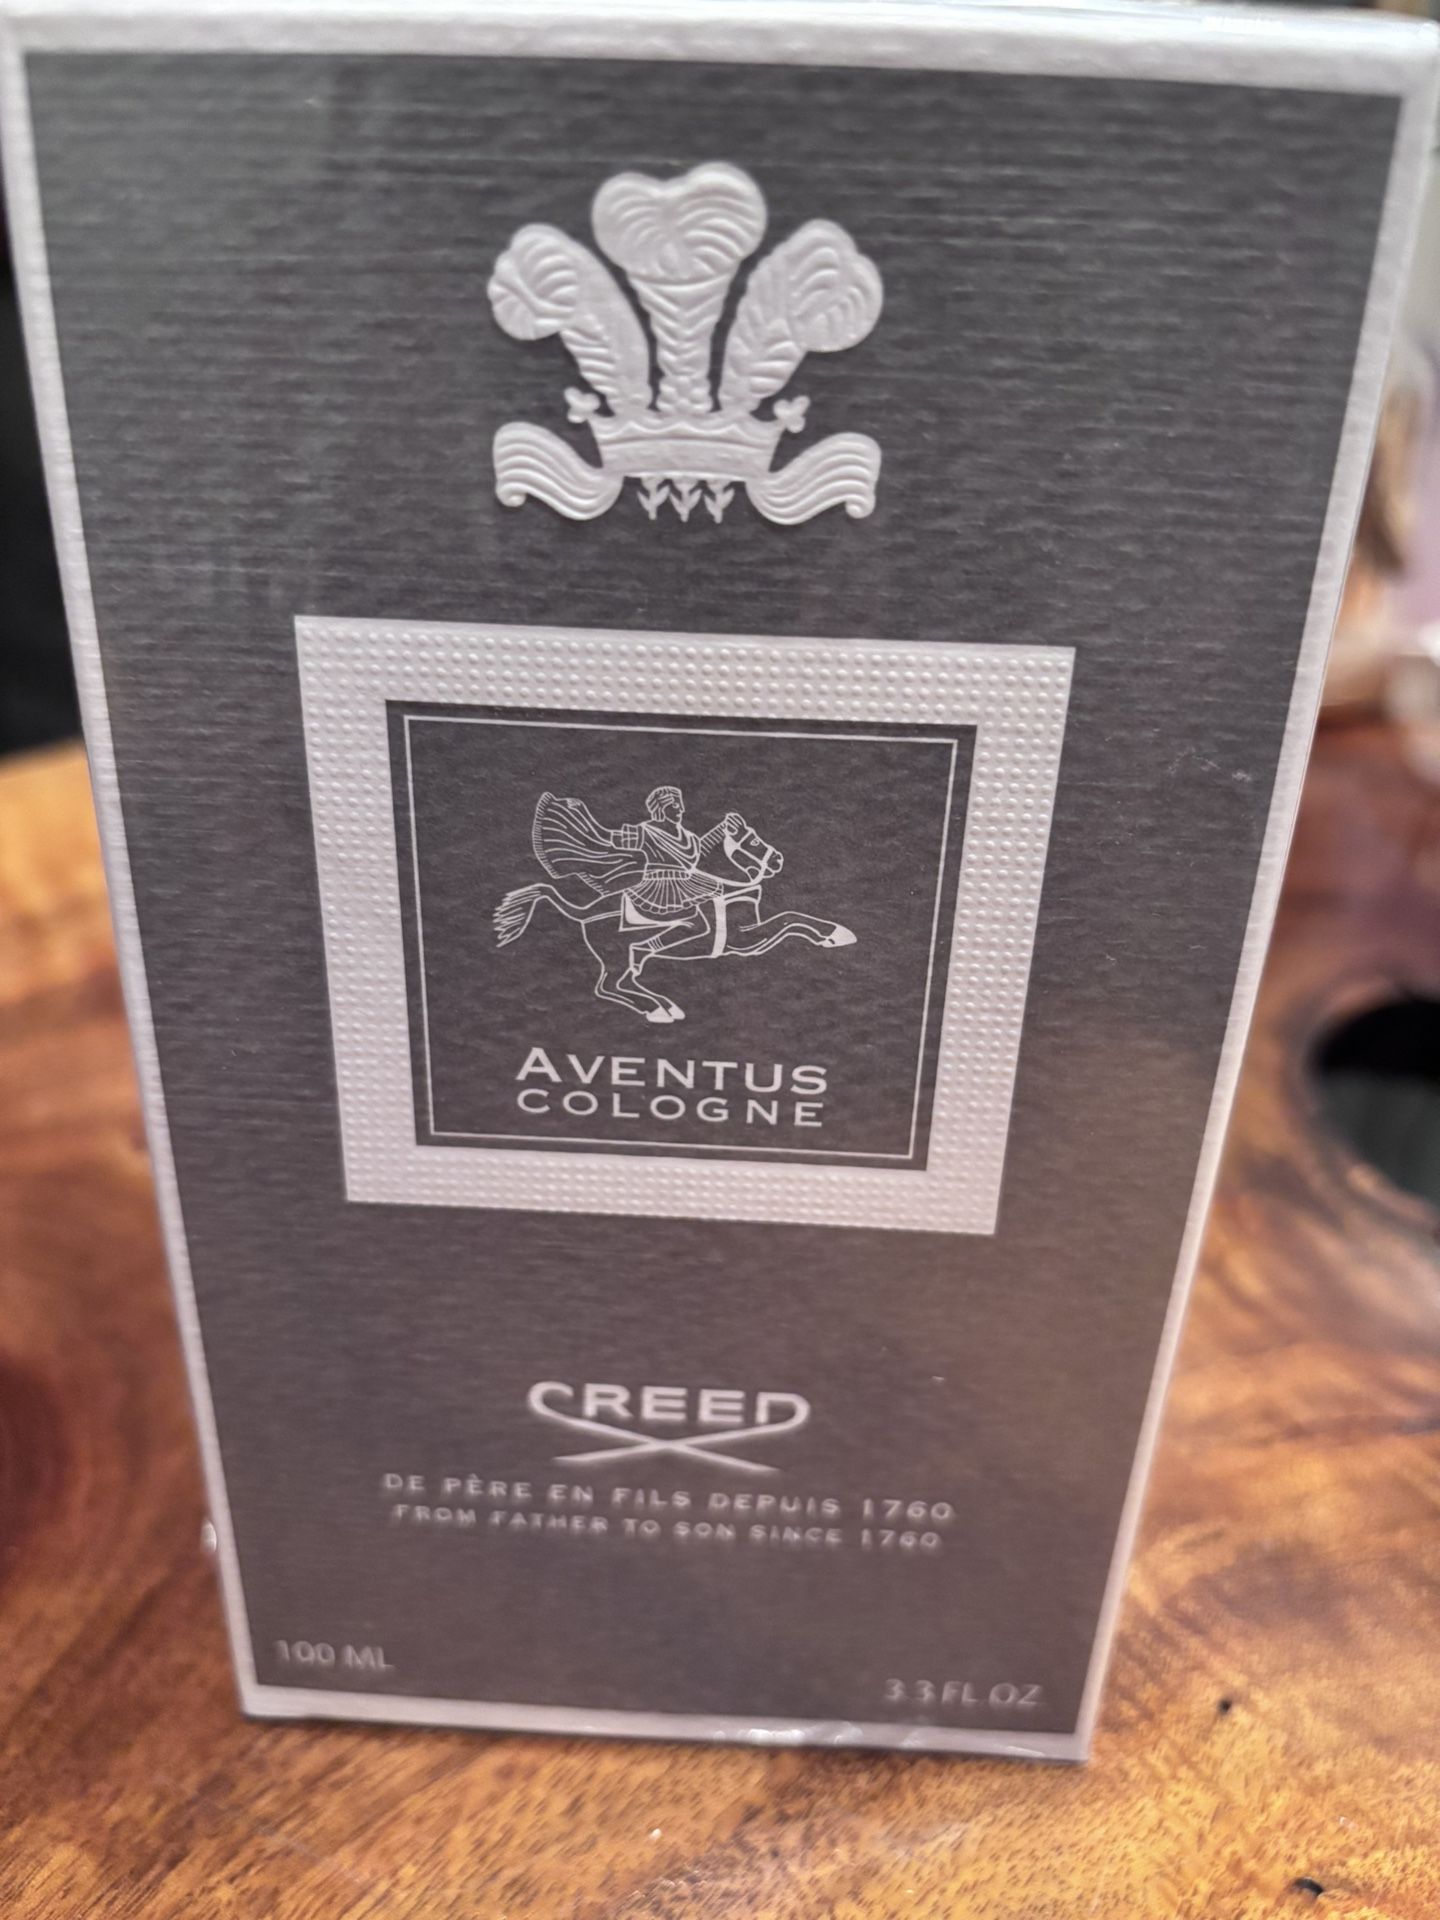 AVENTUS
COLOGNE
CREED
DE PÈRE EN FILS DEPUIS 1760
FROM FATHER TO SON SINCE 1760
100 ML
3.3 FL OZ